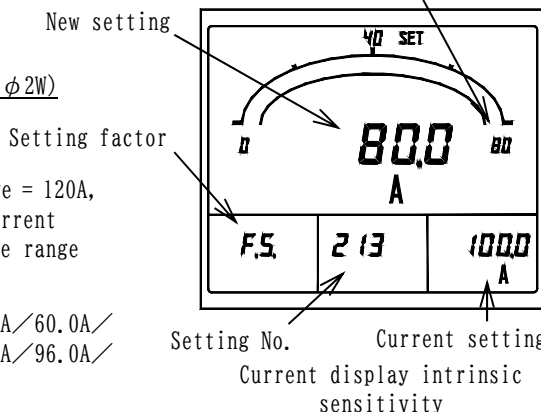 New setting
φ2W)
Setting factor
e = 120A,
rrent
e range
A／60.0A／
A／96.0A／
40 SET
0
80.0
80
A
F.S.
213
100.0
A
Setting No.
Current setting
Current display intrinsic
sensitivity